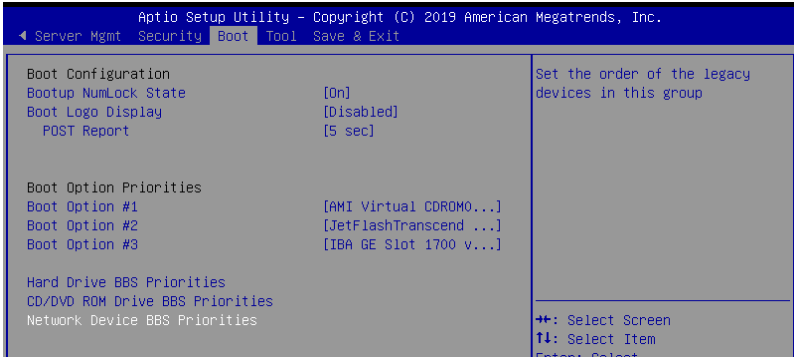 Aptio Setup Utility – Copyright (C) 2019 American Megatrends, Inc.
Server Mgmt Security Boot Tool Save & Exit
Boot Configuration
Bootup NumLock State [On]
Boot Logo Display [Disabled]
POST Report [5 sec]
Boot Option Priorities
Boot Option #1 [AMI Virtual CDROM0...]
Boot Option #2 [JetFlashTranscend ...]
Boot Option #3 [IBA GE Slot 1700 v...]
Hard Drive BBS Priorities
CD/DVD ROM Drive BBS Priorities
Network Device BBS Priorities
Set the order of the legacy
devices in this group
→←: Select Screen
↑↓: Select Item
Enter: Select